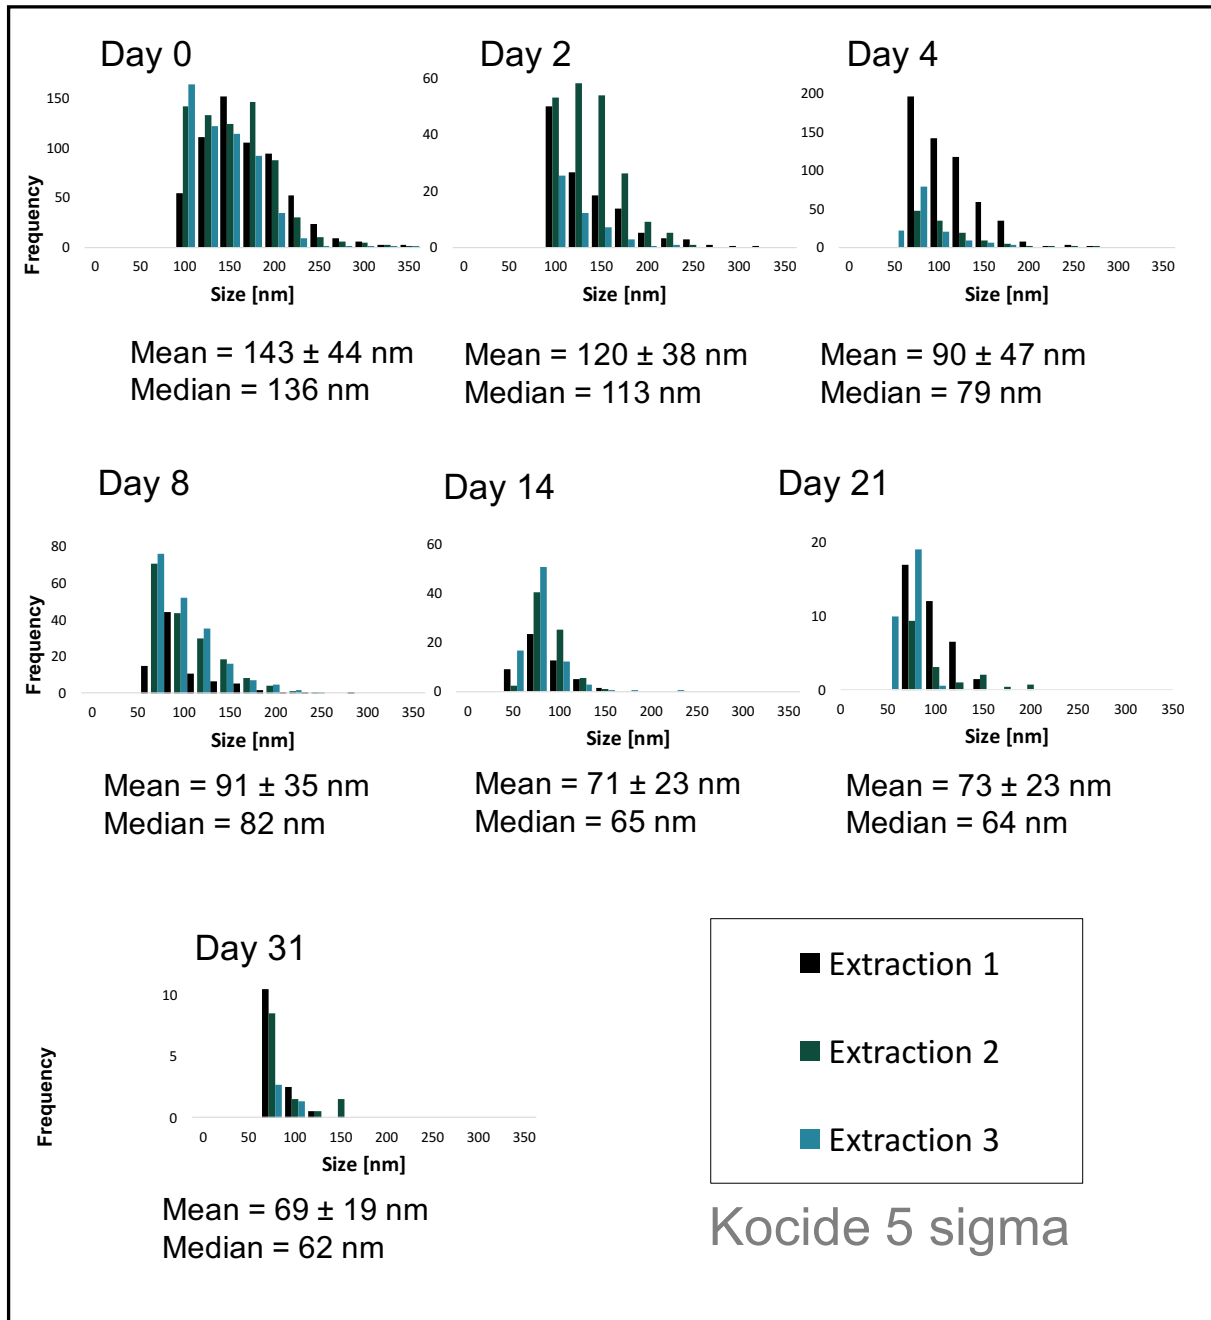 Day 0
Day 2
Day 4
Frequency
150
100
50
0
0 50 100 150 200 250 300 350
Size [nm]
60
40
20
0
0 50 100 150 200 250 300 350
Size [nm]
200
150
100
50
0
0 50 100 150 200 250 300 350
Size [nm]
Mean = 143 ± 44 nm
Median = 136 nm
Mean = 120 ± 38 nm
Median = 113 nm
Mean = 90 ± 47 nm
Median = 79 nm
Day 8
Day 14
Day 21
Frequency
80
60
40
20
0
0 50 100 150 200 250 300 350
Size [nm]
60
40
20
0
0 50 100 150 200 250 300 350
Size [nm]
20
10
0
0 50 100 150 200 250 300 350
Size [nm]
Mean = 91 ± 35 nm
Median = 82 nm
Mean = 71 ± 23 nm
Median = 65 nm
Mean = 73 ± 23 nm
Median = 64 nm
Day 31
Frequency
10
5
0
0 50 100 150 200 250 300 350
Size [nm]
Mean = 69 ± 19 nm
Median = 62 nm
Extraction 1
Extraction 2
Extraction 3
Kocide 5 sigma